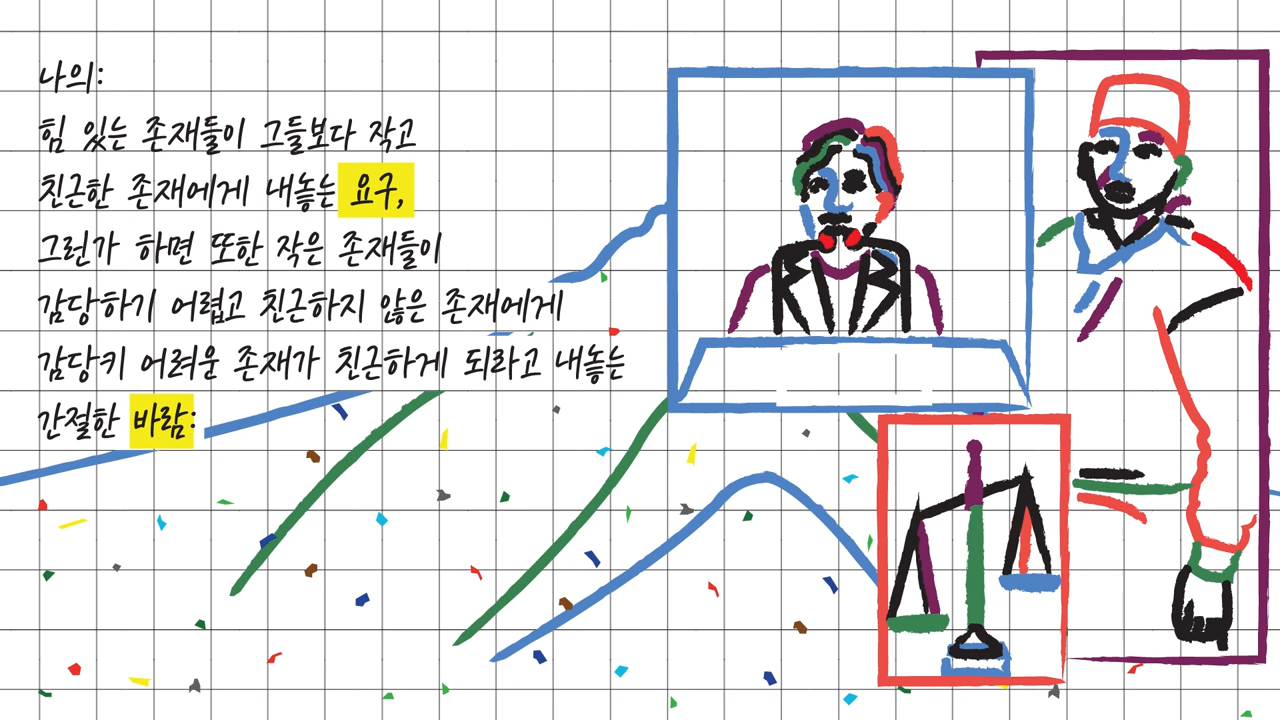 나의:
힘 있는 존재들이 그들보다 작고
친근한 존재에게 내놓는 요구,
그런가 하면 또한 작은 존재들이
감당하기 어렵고 친근하지 않은 존재에게
감당키 어려운 존재가 친근하게 되라고 내놓는
간절한 바람: